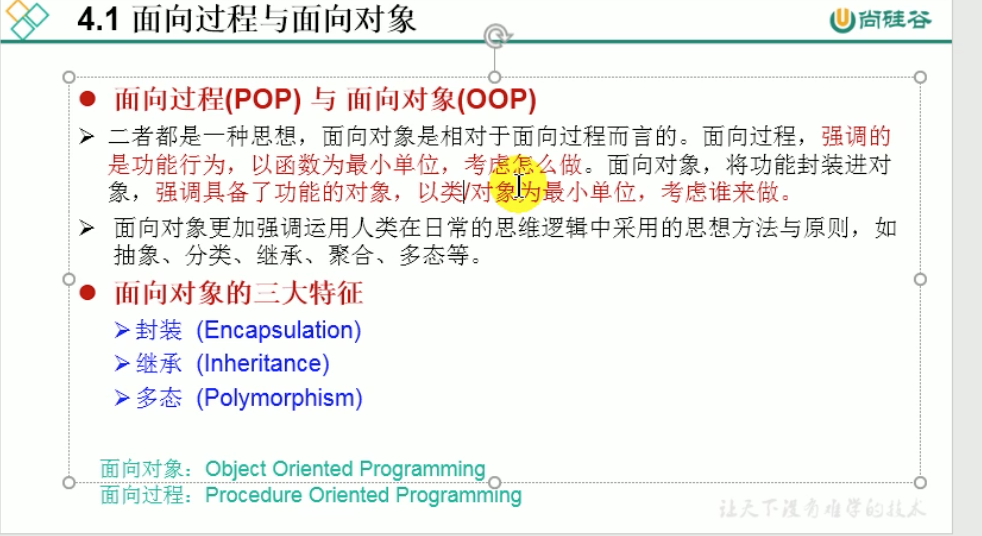 4.1 面向过程与面向对象
尚硅谷
面向过程(POP) 与 面向对象(OOP)
二者都是一种思想，面向对象是相对于面向过程而言的。面向过程，强调的
是功能行为，以函数为最小单位，考虑怎么做。面向对象，将功能封装进对
象，强调具备了功能的对象，以类/对象为最小单位，考虑谁来做。
面向对象更加强调运用人类在日常的思维逻辑中采用的思想方法与原则，如
抽象、分类、继承、聚合、多态等。
面向对象的三大特征
封装 (Encapsulation)
继承 (Inheritance)
多态 (Polymorphism)
面向对象：Object Oriented Programming
面向过程：Procedure Oriented Programming
让天下没有难学的技术